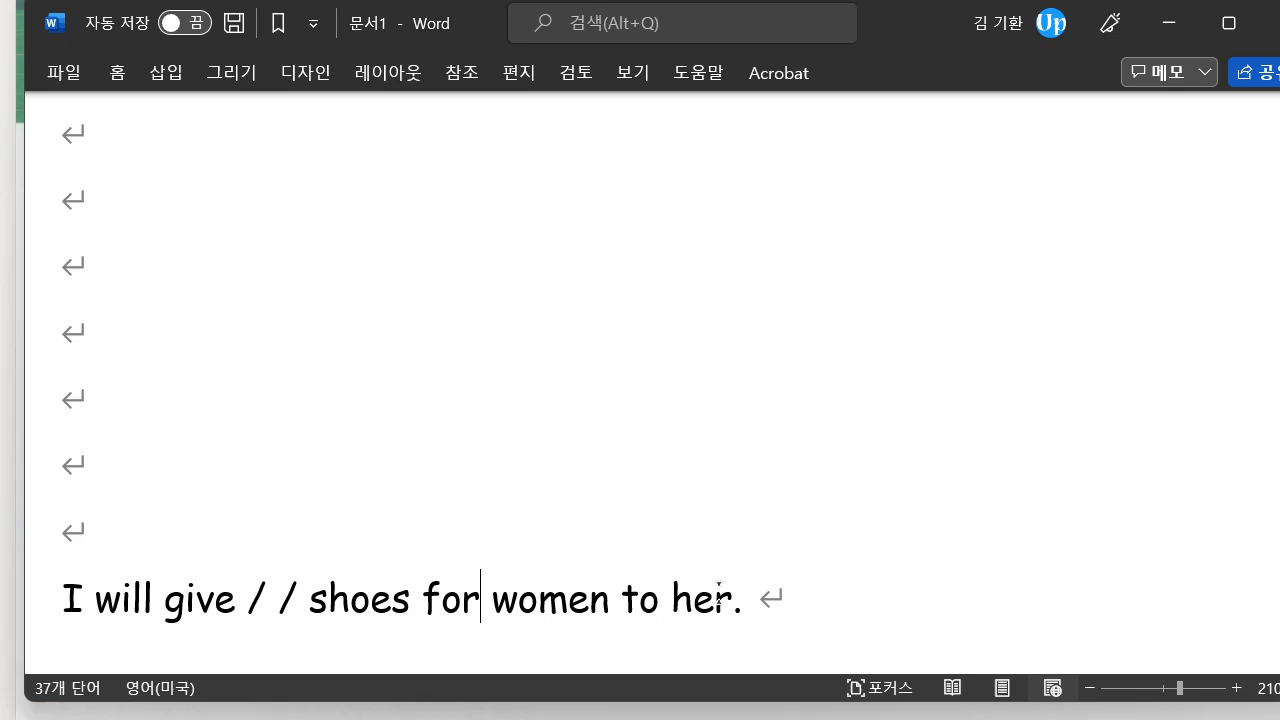 자동 저장 끔 문서1 - Word 검색(Alt+Q) 김 기환 Up
파일 홈 삽입 그리기 디자인 레이아웃 참조 편지 검토 보기 도움말 Acrobat 메모
I will give / / shoes for women to her.
37개 단어 영어(미국) 포커스 210